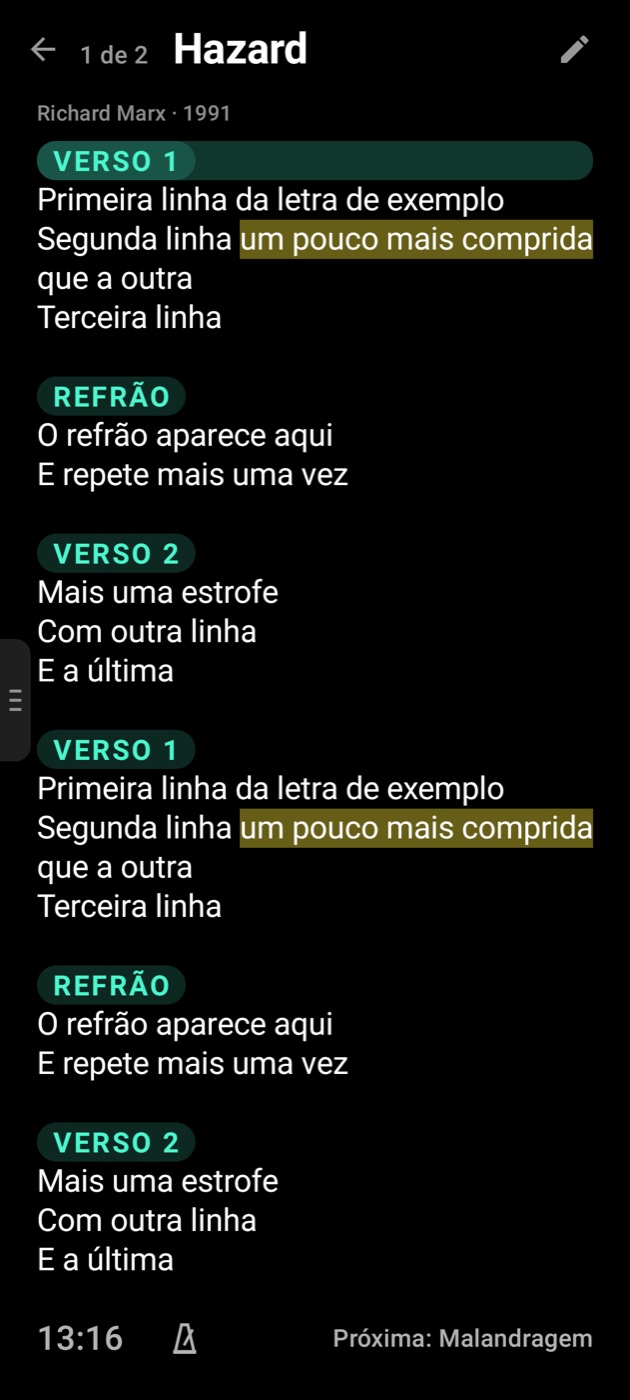 1 de 2 Hazard
Richard Marx · 1991
VERSO 1
Primeira linha da letra de exemplo
Segunda linha um pouco mais comprida
que a outra
Terceira linha
REFRÃO
O refrão aparece aqui
E repete mais uma vez
VERSO 2
Mais uma estrofe
Com outra linha
E a última
VERSO 1
Primeira linha da letra de exemplo
Segunda linha um pouco mais comprida
que a outra
Terceira linha
REFRÃO
O refrão aparece aqui
E repete mais uma vez
VERSO 2
Mais uma estrofe
Com outra linha
E a última
13:16 Próxima: Malandragem